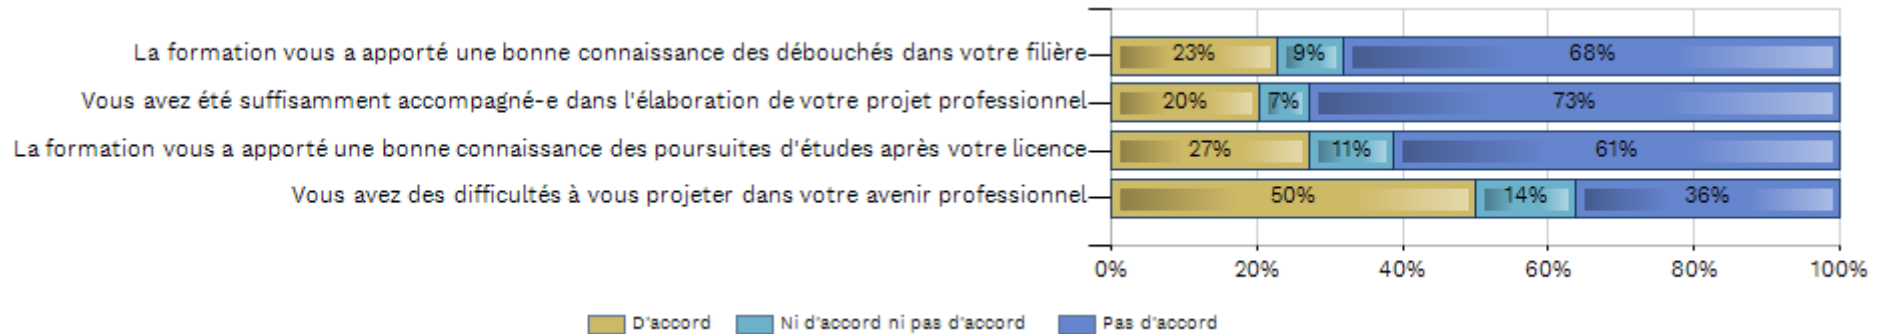 La formation vous a apporté une bonne connaissance des débouchés dans votre filière 23% 9% 68%
Vous avez été suffisamment accompagné-e dans l'élaboration de votre projet professionnel 20% 7% 73%
La formation vous a apporté une bonne connaissance des poursuites d'études après votre licence 27% 11% 61%
Vous avez des difficultés à vous projeter dans votre avenir professionnel 50% 14% 36%
0% 20% 40% 60% 80% 100%
D'accord Ni d'accord ni pas d'accord Pas d'accord